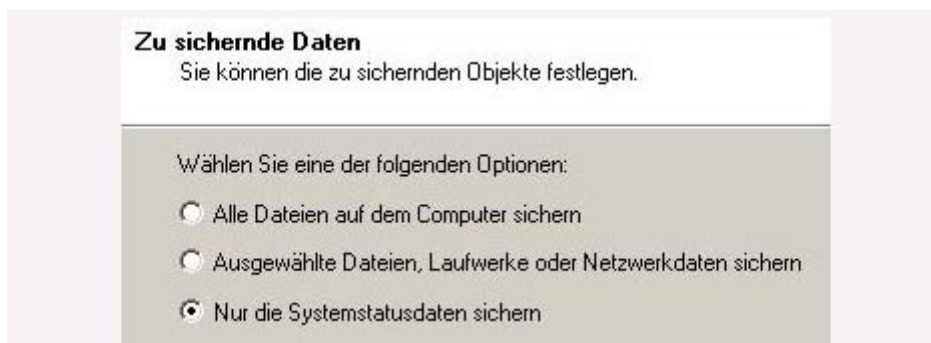 Zu sichernde Daten
Sie können die zu sichernden Objekte festlegen.
Wählen Sie eine der folgenden Optionen:
Alle Dateien auf dem Computer sichern
Ausgewählte Dateien, Laufwerke oder Netzwerkdaten sichern
Nur die Systemstatusdaten sichern